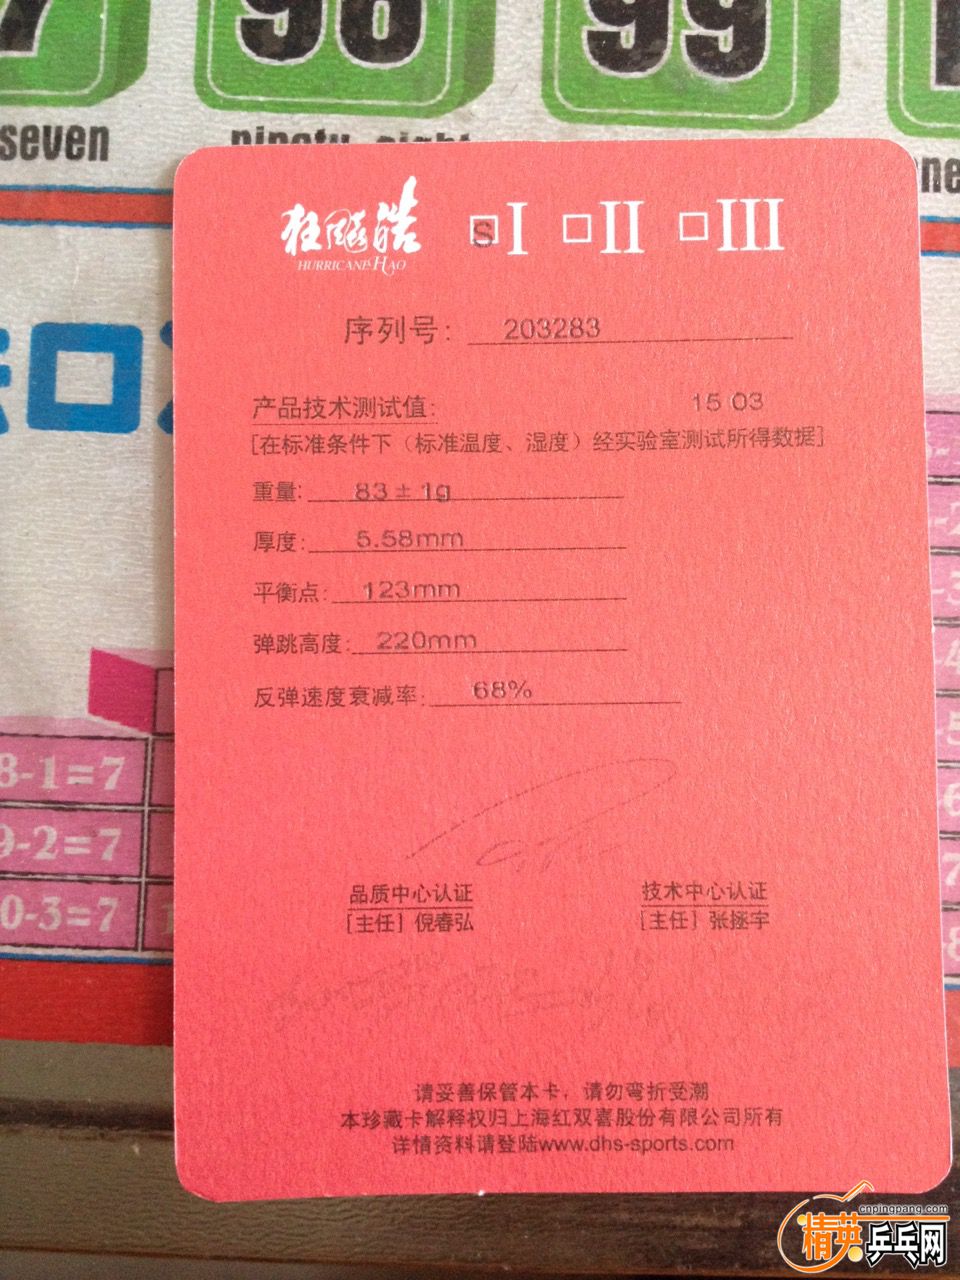 98
99
seven
ninety-eight
狂飚皓 S I □ II □ III
HURRICANE HAO
序列号: 203283
产品技术测试值: 15 03
[在标准条件下（标准温度、湿度）经实验室测试所得数据]
重量: 83 ± 1g
厚度: 5.58mm
平衡点: 123mm
弹跳高度: 220mm
反弹速度衰减率: 68%
8-1=7
9-2=7
0-3=7
品质中心认证 技术中心认证
[主任] 倪春弘 [主任] 张拯宇
请妥善保管本卡，请勿弯折受潮
本珍藏卡解释权归上海红双喜股份有限公司所有
详情资料请登陆www.dhs-sports.com
cnpingpang.com
精英乒乓网